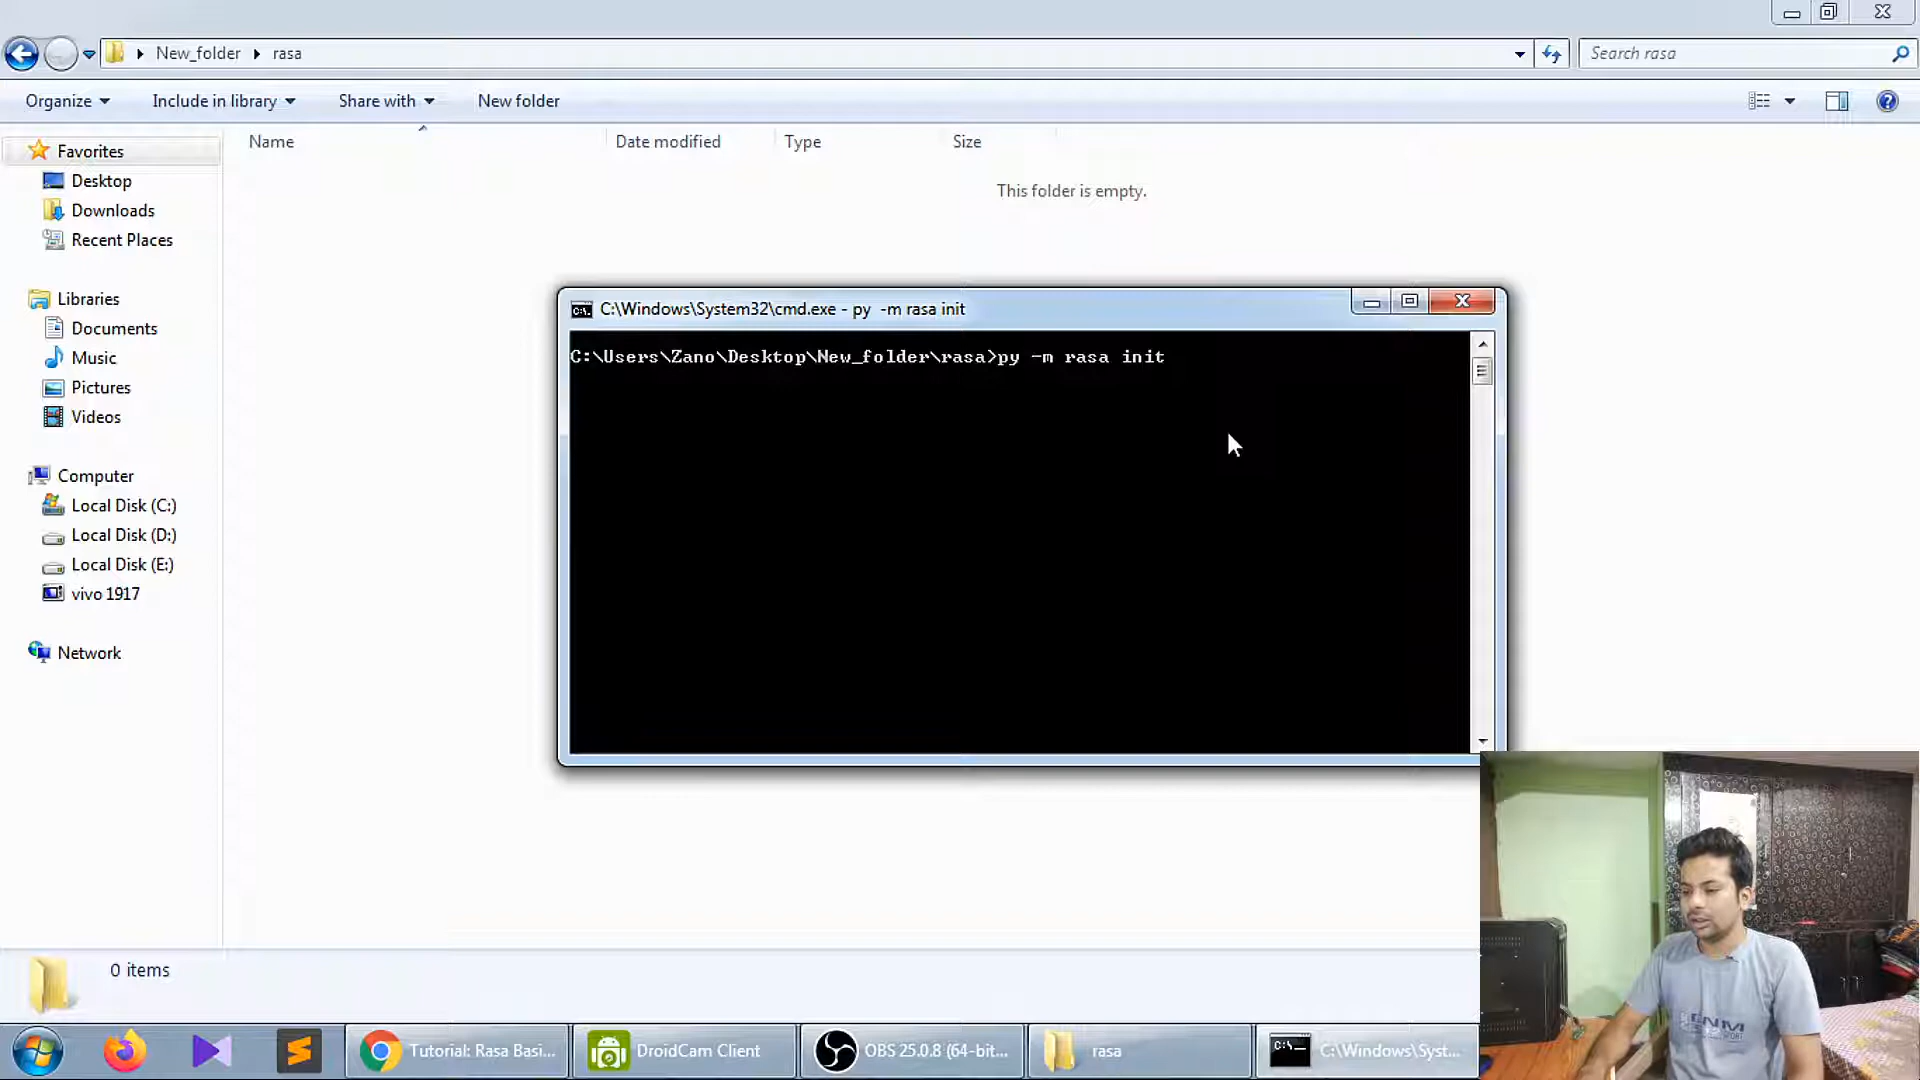 New_folder rasa
Search rasa
Organize Include in library Share with New folder
Name Date modified Type Size
This folder is empty.
Favorites
Desktop
Downloads
Recent Places
Libraries
Documents
Music
Pictures
Videos
Computer
Local Disk (C:)
Local Disk (D:)
Local Disk (E:)
vivo 1917
Network
C:\Windows\System32\cmd.exe - py -m rasa init
C:\Users\Zano\Desktop\New_folder\rasa>py -m rasa init
0 items
Tutorial: Rasa Basi... DroidCam Client OBS 25.0.8 (64-bit... rasa C:\Windows\Syst...